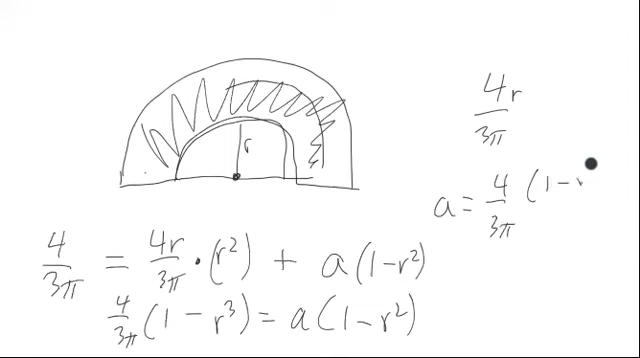 r
4r/3π
a = 4/3π (1-
4/3π = 4r/3π · (r²) + a(1-r²)
4/3π (1 - r³) = a(1-r²)